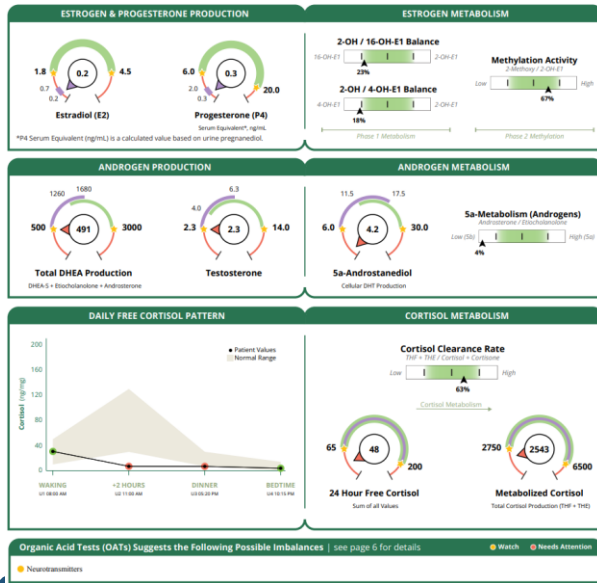 ESTROGEN & PROGESTERONE PRODUCTION
1.8
0.2
4.5
0.7
0.2
Estradiol (E2)
6.0
0.3
20.0
2.0
0.3
Progesterone (P4)
Serum Equivalent*, ng/mL
*P4 Serum Equivalent (ng/mL) is a calculated value based on urine pregnanediol.
ESTROGEN METABOLISM
2-OH / 16-OH-E1 Balance
16-OH-E1
2-OH-E1
23%
2-OH / 4-OH-E1 Balance
4-OH-E1
2-OH-E1
18%
Phase 1 Metabolism
Methylation Activity
2-Methoxy / 2-OH-E1
Low
High
67%
Phase 2 Methylation
ANDROGEN PRODUCTION
1260
1680
500
491
3000
Total DHEA Production
DHEA-S + Etiocholanolone + Androsterone
6.3
4.0
2.3
2.3
14.0
Testosterone
ANDROGEN METABOLISM
11.5
17.5
6.0
4.2
30.0
5a-Androstanediol
Cellular DHT Production
5a-Metabolism (Androgens)
Androsterone / Etiocholanolone
Low (5b)
High (5a)
4%
DAILY FREE CORTISOL PATTERN
200
160
120
80
40
0
Cortisol (ng/mg)
Patient Values
Normal Range
WAKING
U1 08:00 AM
+2 HOURS
U2 11:00 AM
DINNER
U3 05:20 PM
BEDTIME
U4 10:15 PM
CORTISOL METABOLISM
Cortisol Clearance Rate
THF + THE / Cortisol + Cortisone
Low
High
63%
Cortisol Metabolism
65
48
200
24 Hour Free Cortisol
Sum of all Values
2750
2543
6500
Metabolized Cortisol
Total Cortisol Production (THF + THE)
Organic Acid Tests (OATs) Suggests the Following Possible Imbalances | see page 6 for details
Watch
Needs Attention
Neurotransmitters